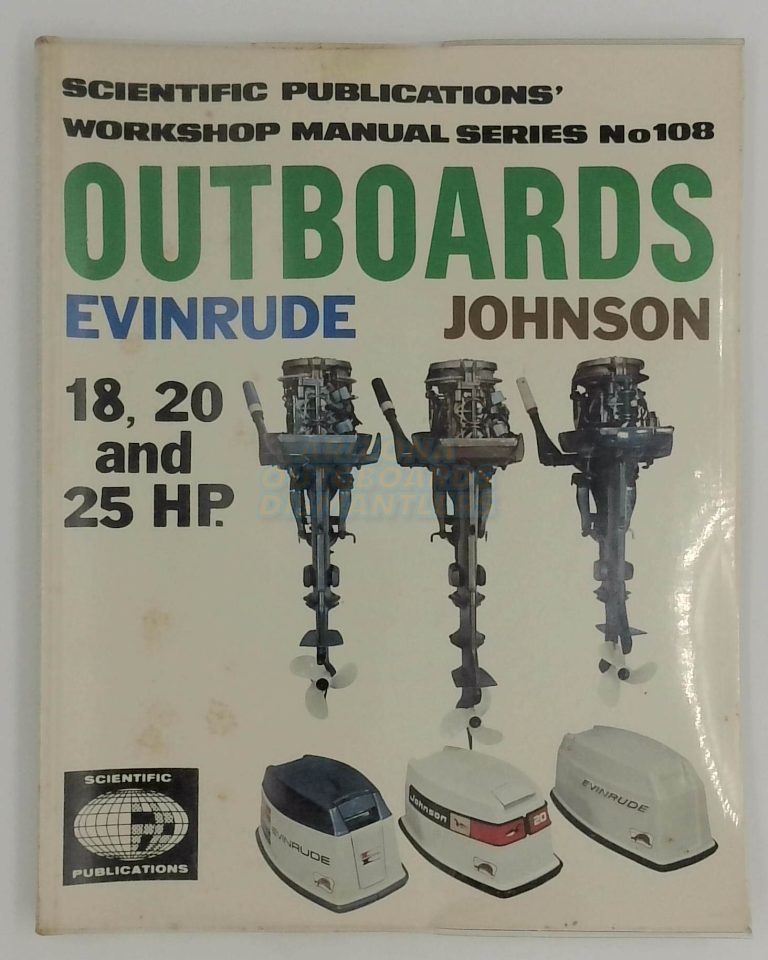 SCIENTIFIC PUBLICATIONS'
WORKSHOP MANUAL SERIES No108
OUTBOARDS
EVINRUDE JOHNSON
18, 20
and
25 HP.
OUTBOARDS
SCIENTIFIC
PUBLICATIONS
EVINRUDE
Johnson
20
EVINRUDE